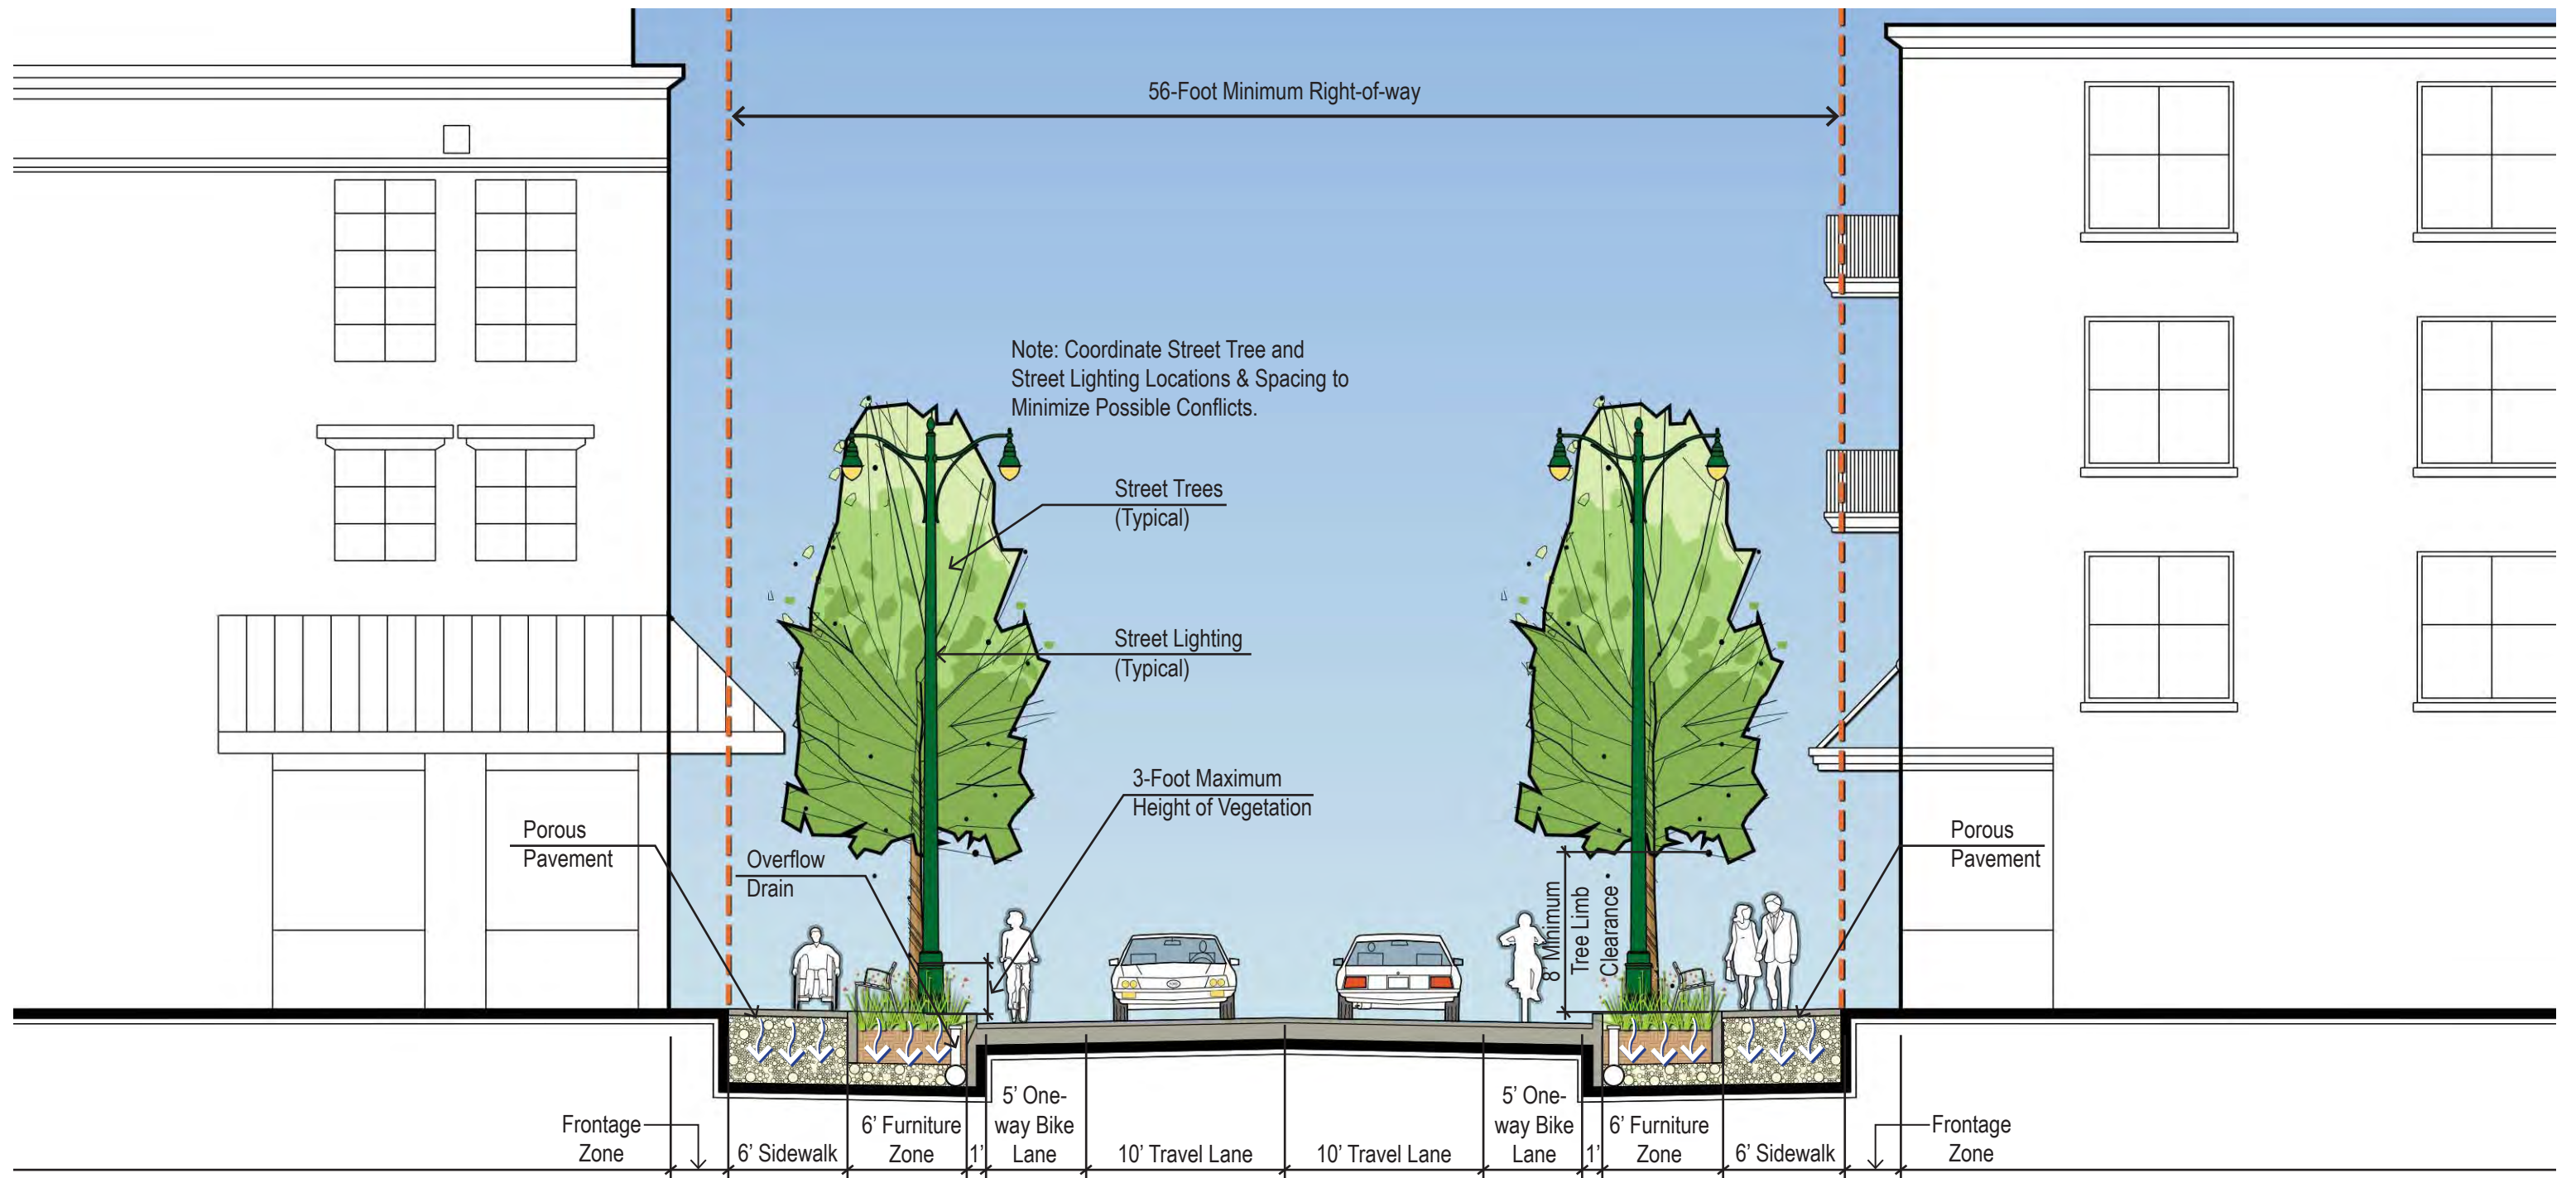 56-Foot Minimum Right-of-way
Note: Coordinate Street Tree and
Street Lighting Locations & Spacing to
Minimize Possible Conflicts.
Street Trees
(Typical)
Street Lighting
(Typical)
3-Foot Maximum
Height of Vegetation
Porous
Pavement
Overflow
Drain
8' Minimum
Tree Limb
Clearance
Porous
Pavement
Frontage
Zone
6’ Sidewalk
6’ Furniture
Zone
1’
5’ One-
way Bike
Lane
10’ Travel Lane
10’ Travel Lane
5’ One-
way Bike
Lane
1’
6’ Furniture
Zone
6’ Sidewalk
Frontage
Zone